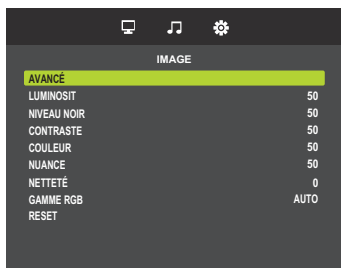 IMAGE
AVANCÉ
LUMINOSIT 50
NIVEAU NOIR 50
CONTRASTE 50
COULEUR 50
NUANCE 50
NETTETÉ 0
GAMME RGB AUTO
RESET